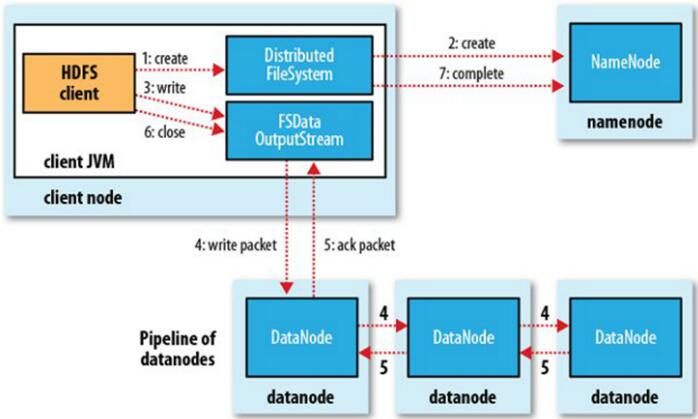 HDFS
client
1: create
3: write
6: close
Distributed
FileSystem
FSData
OutputStream
client JVM
client node
2: create
7: complete
NameNode
namenode
4: write packet
5: ack packet
Pipeline of
datanodes
DataNode
datanode
4
5
DataNode
datanode
4
5
DataNode
datanode